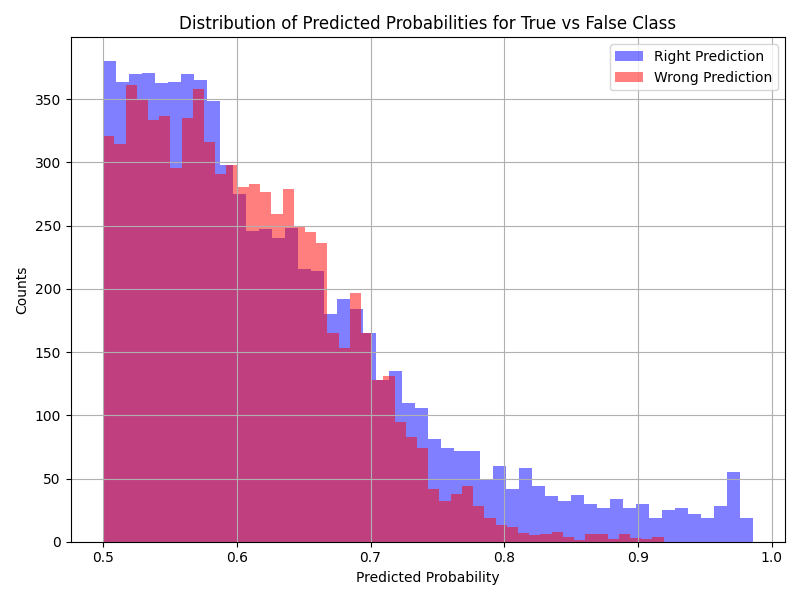 Distribution of Predicted Probabilities for True vs False Class
Right Prediction
Wrong Prediction
Counts
350
300
250
200
150
100
50
0
0.5 0.6 0.7 0.8 0.9 1.0
Predicted Probability